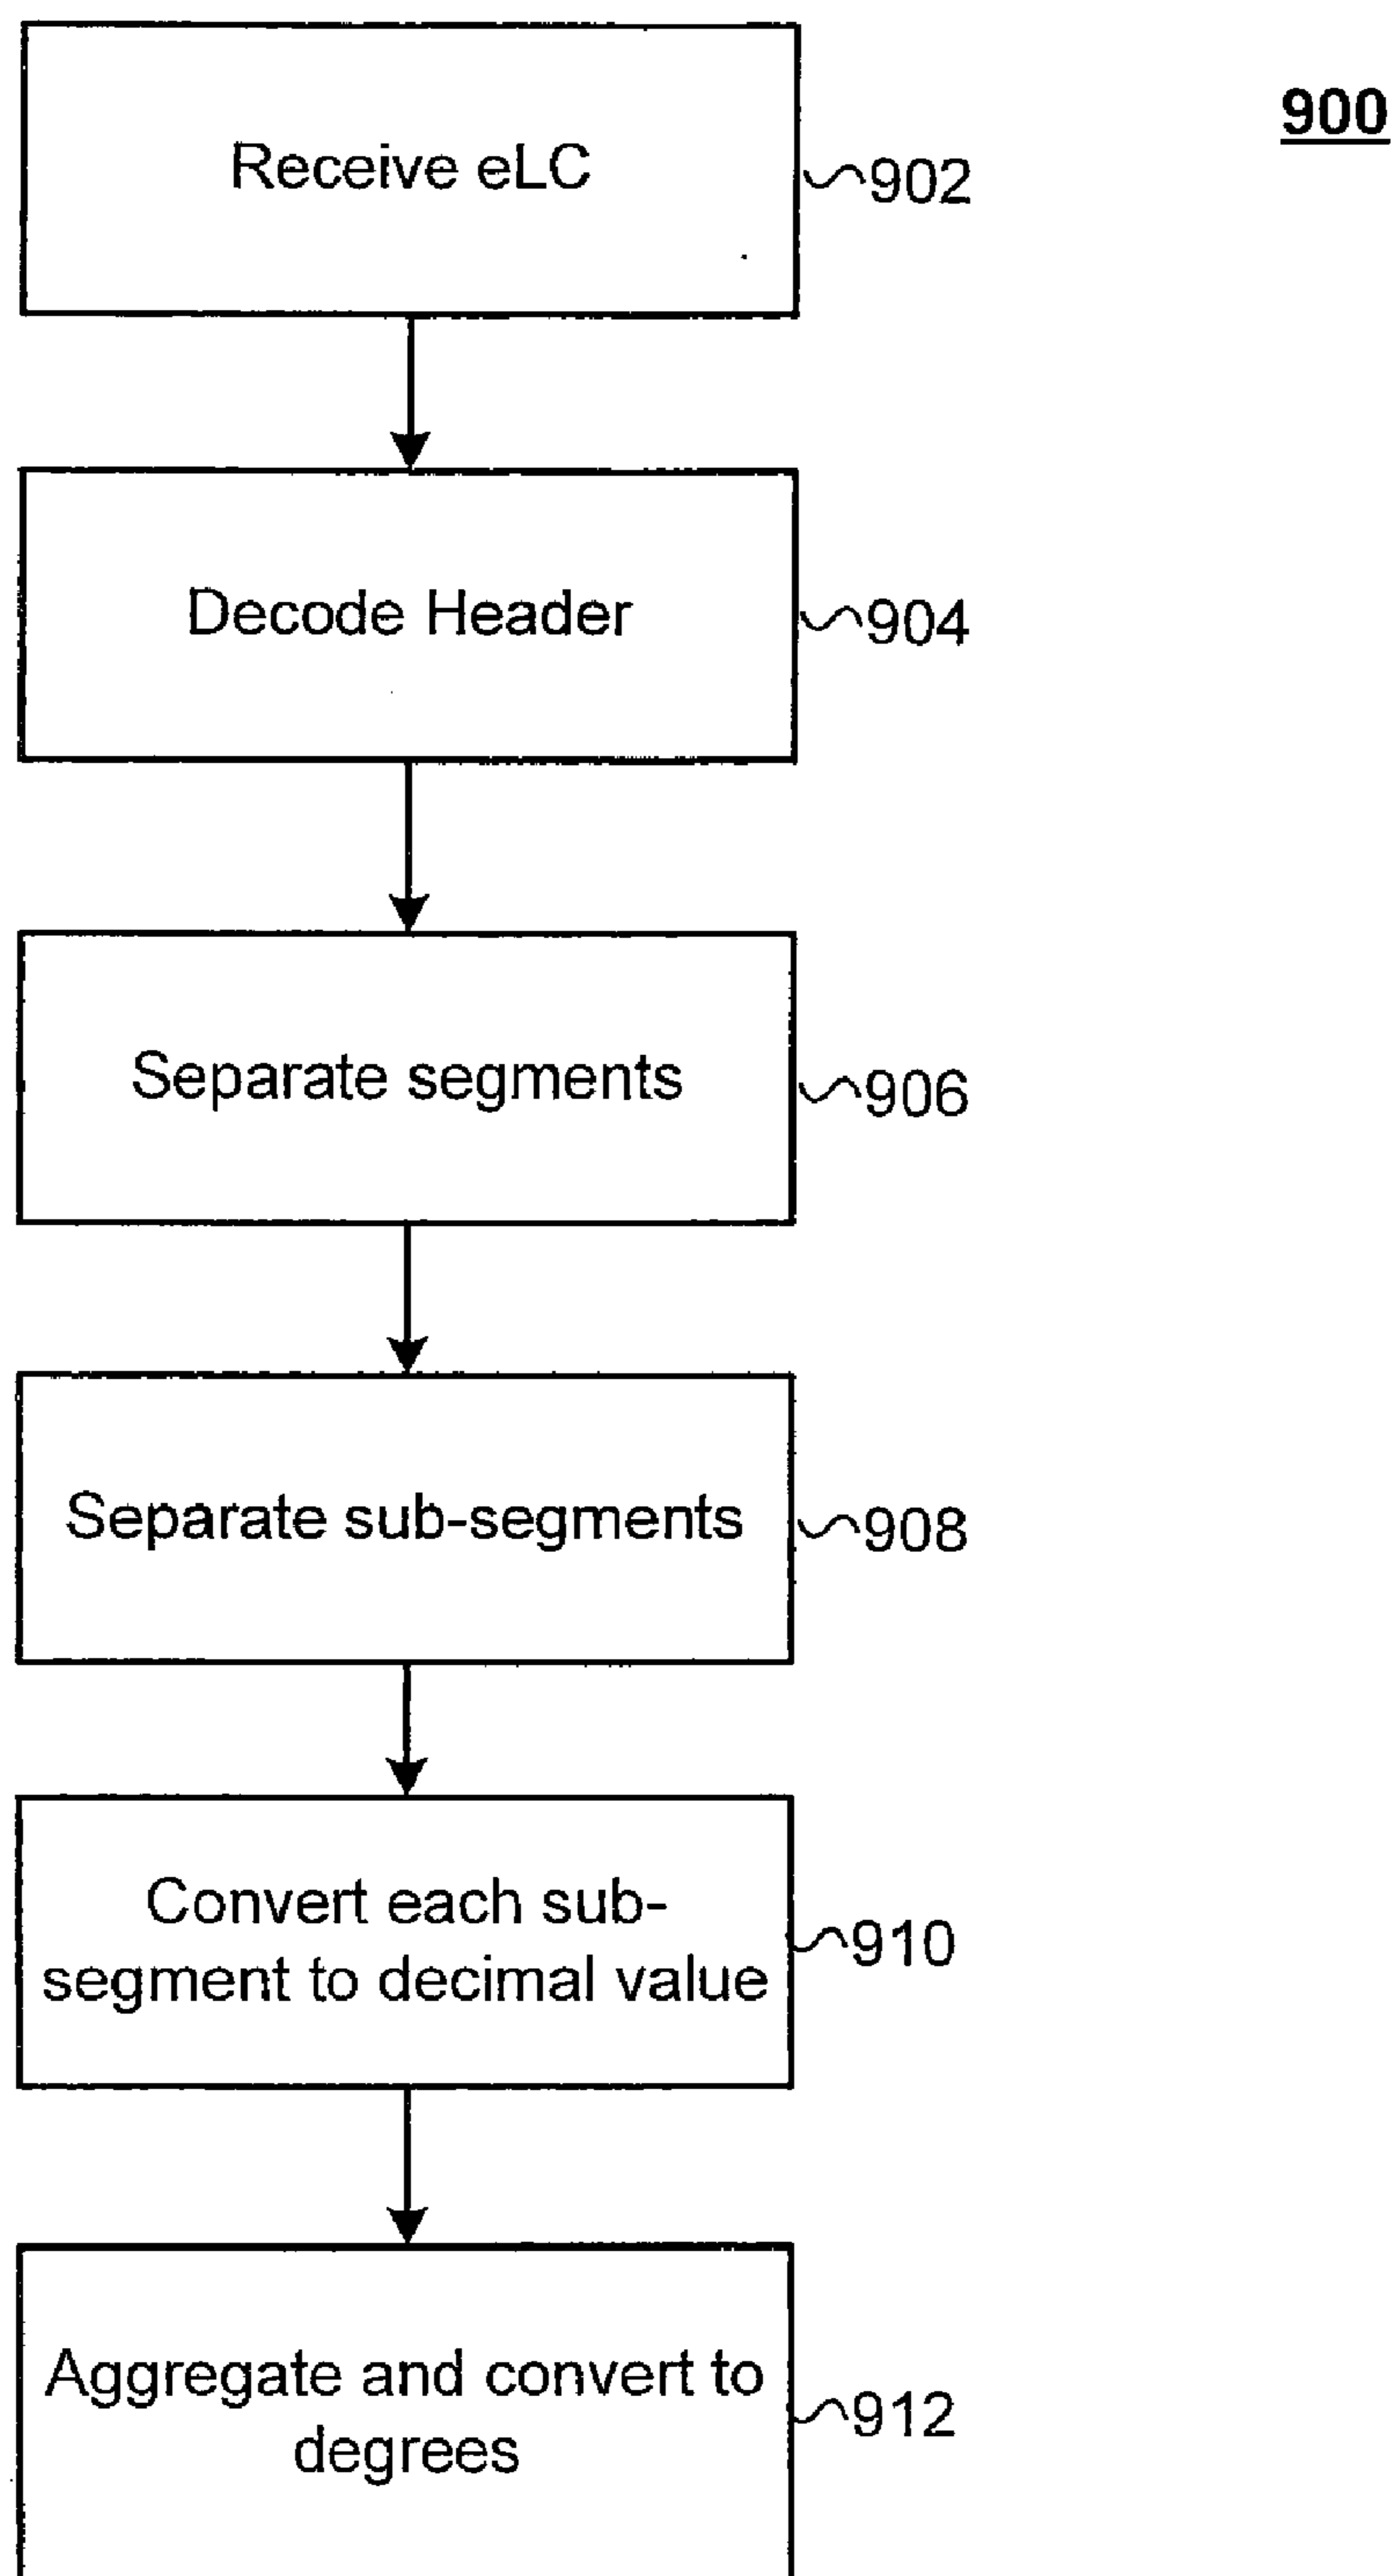 900
Receive eLC
902
Decode Header
904
Separate segments
906
Separate sub-segments
908
Convert each sub-
segment to decimal value
910
Aggregate and convert to
degrees
912